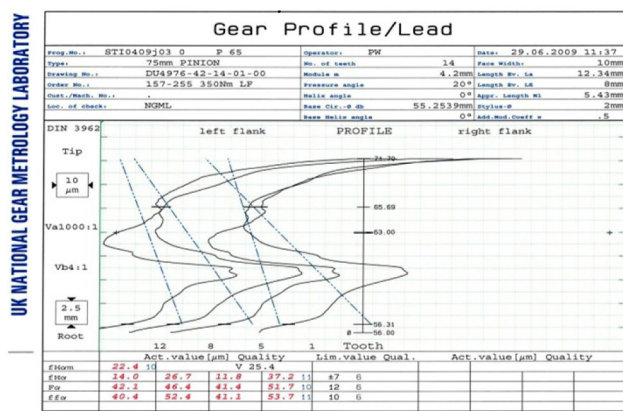 UK NATIONAL GEAR METROLOGY LABORATORY
Gear Profile/Lead
Prog.No.: STI0409j03 0 P 65 Operator: PW Date: 29.06.2009 11:37
Type: 75mm PINION No. of teeth 14 Face Width: 10mm
Drawing No.: DU4976-42-14-01-00 Module m 4.2mm Length Ev. Lα 12.34mm
Order No.: 157-255 350Nm LF Pressure angle 20° Length Ev. Lß 8mm
Cust./Mach. No.: . Helix angle 0° Appr. Length Ml 5.43mm
Loc. of check: NGML Base Cir.-Ø db 55.2539mm Stylus-Ø 2mm
Base Helix angle 0° Add.Mod.Coeff x .5
DIN 3962 left flank PROFILE right flank
Tip
71.70
10
µm
65.69
Va1000:1
63.00
Vb4:1
2.5
mm
56.31
Root
0 56.00
12 8 5 1 Tooth
Act.value[µm] Quality Lim.value Qual. Act.value[µm] Quality
fHαm 22.4 10 V 25.4
fHα 14.0 26.7 11.8 37.2 11 ±7 6
Fα 42.1 46.4 41.4 51.7 10 12 6
ffα 40.4 52.4 41.1 53.7 11 10 6